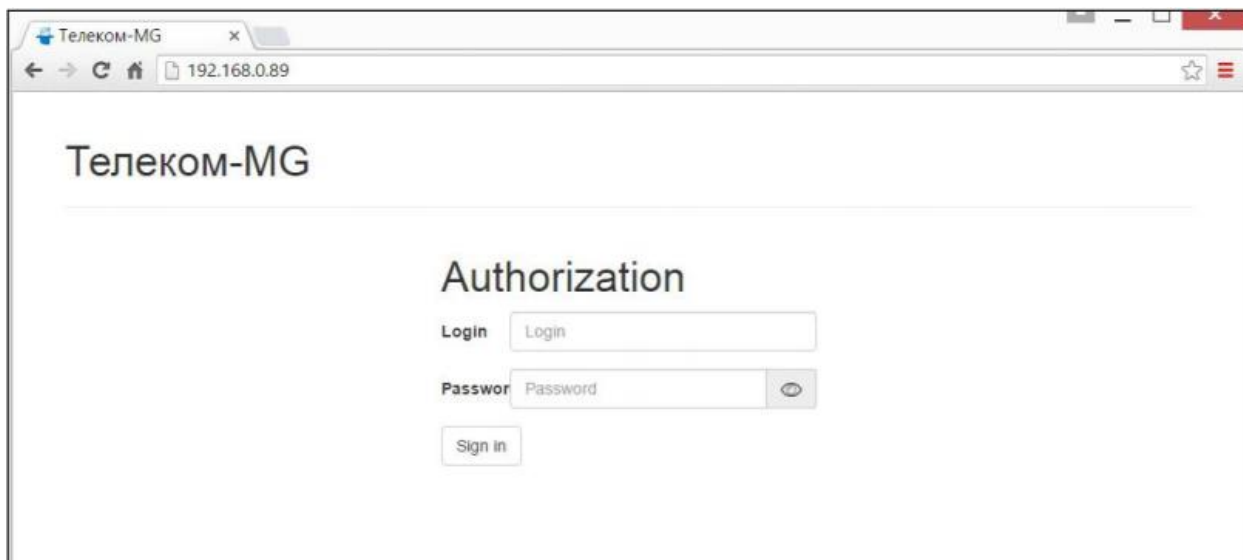 Телеком-MG
192.168.0.89
Телеком-MG
Authorization
Login Login
Passwor Password
Sign in